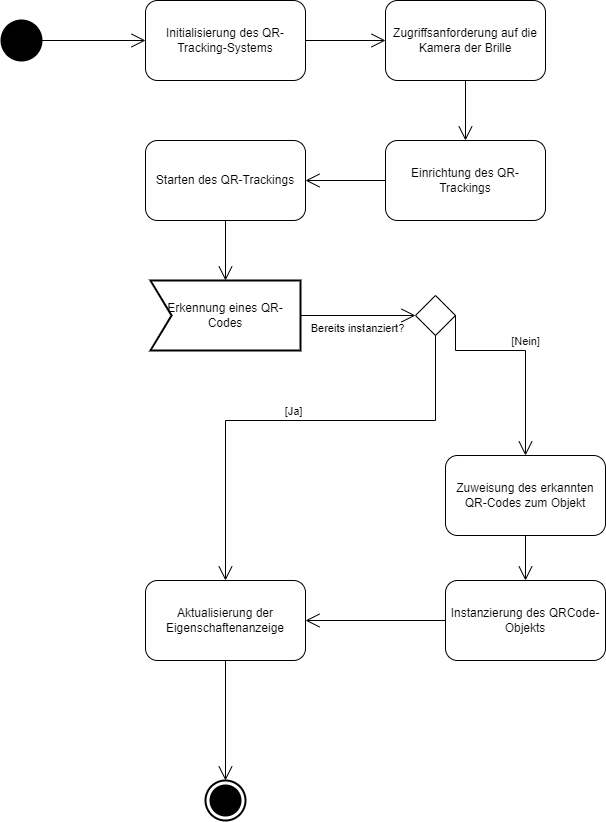 Initialisierung des QR-
Tracking-Systems
Zugriffsanforderung auf die
Kamera der Brille
Starten des QR-Trackings
Einrichtung des QR-
Trackings
Erkennung eines QR-
Codes
Bereits instanziert?
[Nein]
[Ja]
Zuweisung des erkannten
QR-Codes zum Objekt
Aktualisierung der
Eigenschaftenanzeige
Instanzierung des QRCode-
Objekts